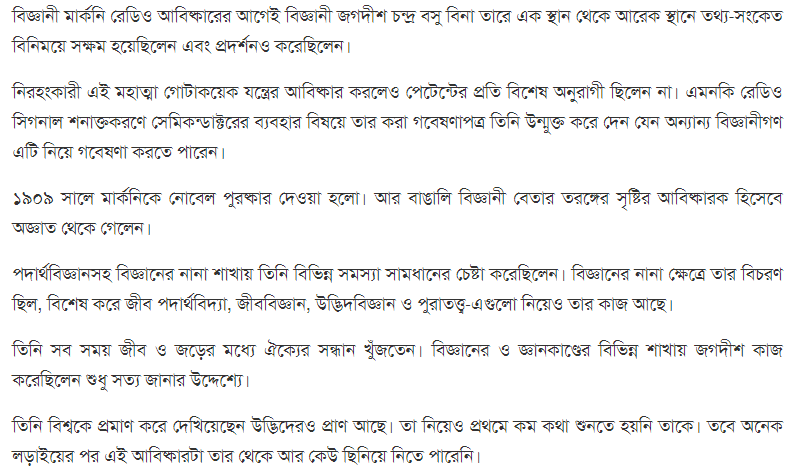 বিজ্ঞানী মার্কনি রেডিও আবিষ্কারের আগেই বিজ্ঞানী জগদীশ চন্দ্র বসু বিনা তারে এক স্থান থেকে আরেক স্থানে তথ্য-সংকেত
বিনিময়ে সক্ষম হয়েছিলেন এবং প্রদর্শনও করেছিলেন।
নিরহংকারী এই মহাত্মা গোটাকয়েক যন্ত্রের আবিষ্কার করলেও পেটেন্টের প্রতি বিশেষ অনুরাগী ছিলেন না। এমনকি রেডিও
সিগনাল শনাক্তকরণে সেমিকন্ডাক্টরের ব্যবহার বিষয়ে তার করা গবেষণাপত্র তিনি উন্মুক্ত করে দেন যেন অন্যান্য বিজ্ঞানীগণ
এটি নিয়ে গবেষণা করতে পারেন।
১৯০৯ সালে মার্কনিকে নোবেল পুরষ্কার দেওয়া হলো। আর বাঙালি বিজ্ঞানী বেতার তরঙ্গের সৃষ্টির আবিষ্কারক হিসেবে
অজ্ঞাত থেকে গেলেন।
পদার্থবিজ্ঞানসহ বিজ্ঞানের নানা শাখায় তিনি বিভিন্ন সমস্যা সামধানের চেষ্টা করেছিলেন। বিজ্ঞানের নানা ক্ষেত্রে তার বিচরণ
ছিল, বিশেষ করে জীব পদার্থবিদ্যা, জীববিজ্ঞান, উদ্ভিদবিজ্ঞান ও পুরাতত্ত্ব-এগুলো নিয়েও তার কাজ আছে।
তিনি সব সময় জীব ও জড়ের মধ্যে ঐক্যের সন্ধান খুঁজতেন। বিজ্ঞানের ও জ্ঞানকাণ্ডের বিভিন্ন শাখায় জগদীশ কাজ
করেছিলেন শুধু সত্য জানার উদ্দেশ্যে।
তিনি বিশ্বকে প্রমাণ করে দেখিয়েছেন উদ্ভিদেরও প্রাণ আছে। তা নিয়েও প্রথমে কম কথা শুনতে হয়নি তাকে। তবে অনেক
লড়াইয়ের পর এই আবিষ্কারটা তার থেকে আর কেউ ছিনিয়ে নিতে পারেনি।